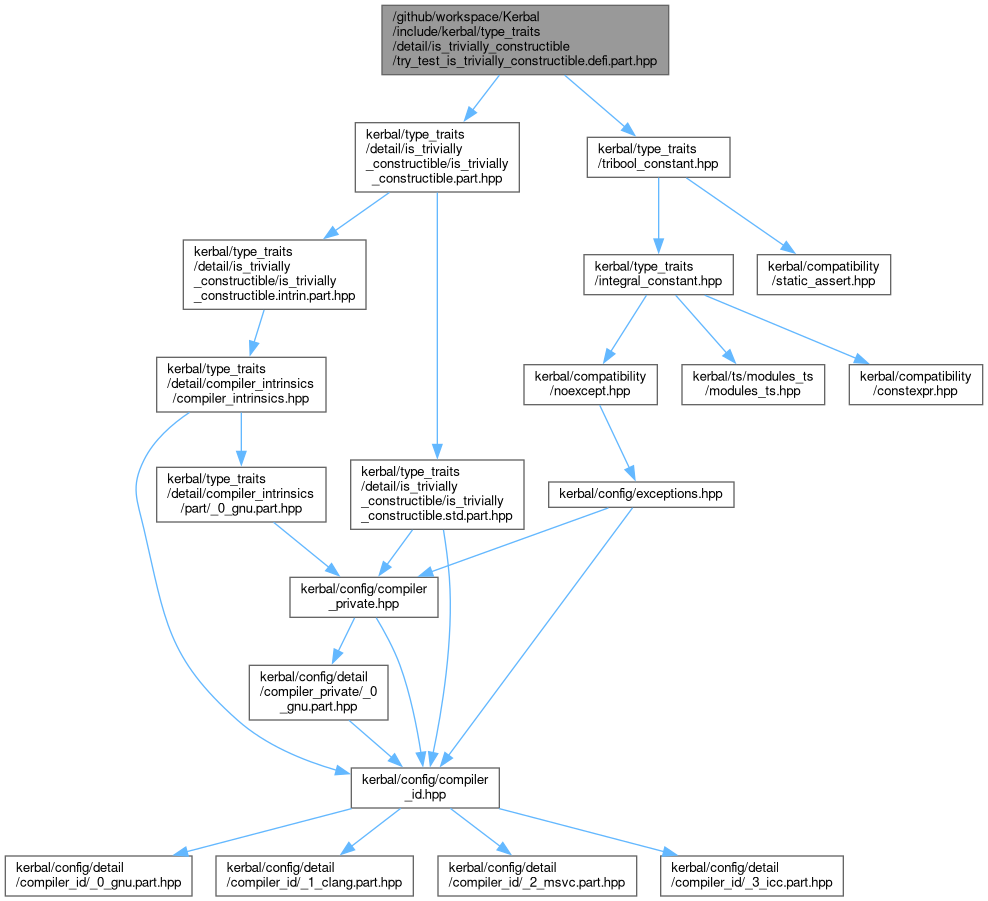 /github/workspace/Kerbal
/include/kerbal/type_traits
/detail/is_trivially_constructible
/try_test_is_trivially_constructible.defi.part.hpp
kerbal/type_traits
/detail/is_trivially
_constructible/is_trivially
_constructible.part.hpp
kerbal/type_traits
/tribool_constant.hpp
kerbal/type_traits
/detail/is_trivially
_constructible/is_trivially
_constructible.intrin.part.hpp
kerbal/type_traits
/integral_constant.hpp
kerbal/compatibility
/static_assert.hpp
kerbal/type_traits
/detail/compiler_intrinsics
/compiler_intrinsics.hpp
kerbal/compatibility
/noexcept.hpp
kerbal/ts/modules_ts
/modules_ts.hpp
kerbal/compatibility
/constexpr.hpp
kerbal/type_traits
/detail/compiler_intrinsics
/part/_0_gnu.part.hpp
kerbal/type_traits
/detail/is_trivially
_constructible/is_trivially
_constructible.std.part.hpp
kerbal/config/exceptions.hpp
kerbal/config/compiler
_private.hpp
kerbal/config/detail
/compiler_private/_0
_gnu.part.hpp
kerbal/config/compiler
_id.hpp
kerbal/config/detail
/compiler_id/_0_gnu.part.hpp
kerbal/config/detail
/compiler_id/_1_clang.part.hpp
kerbal/config/detail
/compiler_id/_2_msvc.part.hpp
kerbal/config/detail
/compiler_id/_3_icc.part.hpp